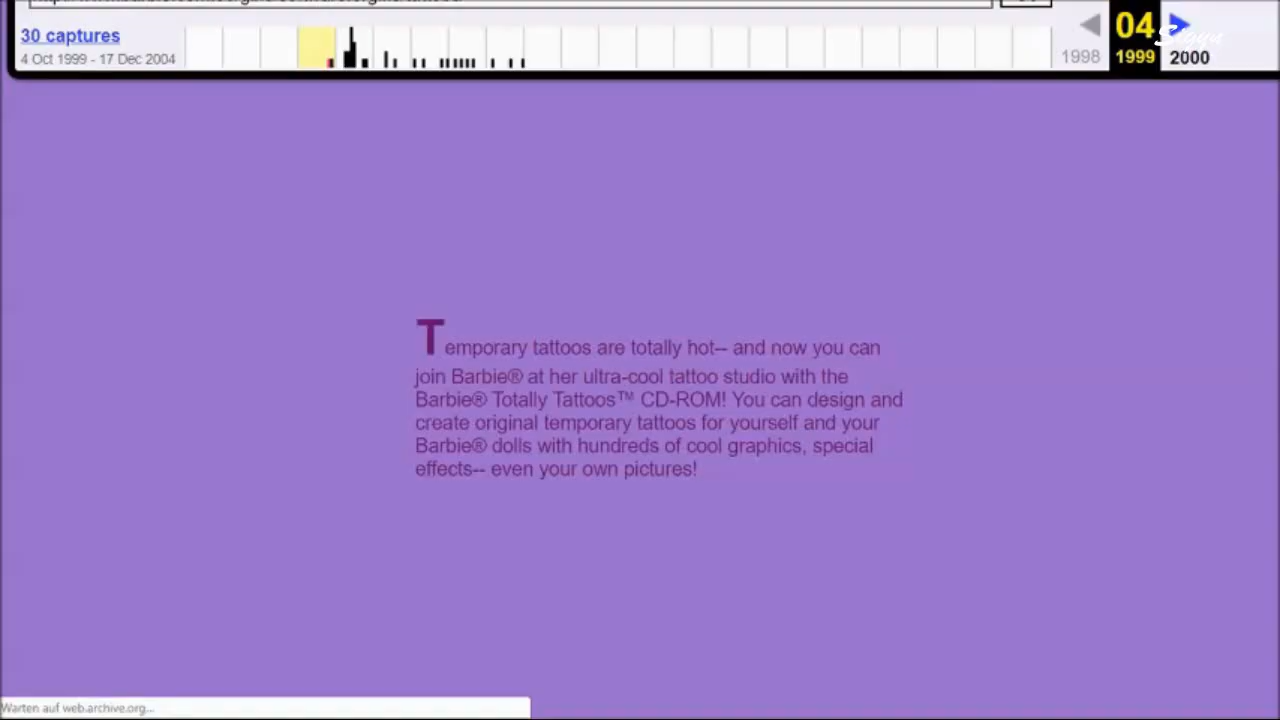 30 captures
4 Oct 1999 - 17 Dec 2004
1998
04
1999
2000
Temporary tattoos are totally hot-- and now you can
join Barbie® at her ultra-cool tattoo studio with the
Barbie® Totally Tattoos™ CD-ROM! You can design and
create original temporary tattoos for yourself and your
Barbie® dolls with hundreds of cool graphics, special
effects-- even your own pictures!
Warten auf web.archive.org...